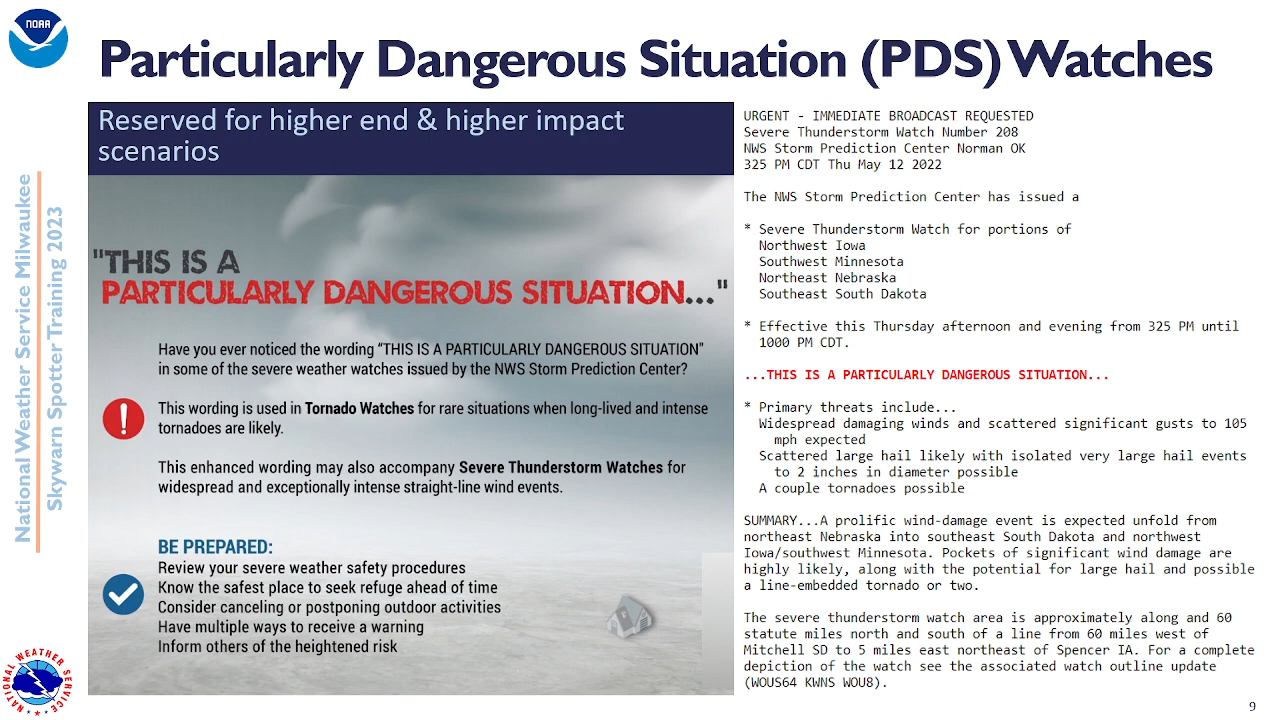 NOAA
Particularly Dangerous Situation (PDS) Watches
National Weather Service Milwaukee
Skywarn Spotter Training 2023
Reserved for higher end & higher impact
scenarios
"THIS IS A
PARTICULARLY DANGEROUS SITUATION..."
Have you ever noticed the wording "THIS IS A PARTICULARLY DANGEROUS SITUATION"
in some of the severe weather watches issued by the NWS Storm Prediction Center?
This wording is used in Tornado Watches for rare situations when long-lived and intense
tornadoes are likely.
This enhanced wording may also accompany Severe Thunderstorm Watches for
widespread and exceptionally intense straight-line wind events.
BE PREPARED:
Review your severe weather safety procedures
Know the safest place to seek refuge ahead of time
Consider canceling or postponing outdoor activities
Have multiple ways to receive a warning
Inform others of the heightened risk
URGENT - IMMEDIATE BROADCAST REQUESTED
Severe Thunderstorm Watch Number 208
NWS Storm Prediction Center Norman OK
325 PM CDT Thu May 12 2022
The NWS Storm Prediction Center has issued a
* Severe Thunderstorm Watch for portions of
Northwest Iowa
Southwest Minnesota
Northeast Nebraska
Southeast South Dakota
* Effective this Thursday afternoon and evening from 325 PM until
1000 PM CDT.
...THIS IS A PARTICULARLY DANGEROUS SITUATION...
* Primary threats include...
Widespread damaging winds and scattered significant gusts to 105
mph expected
Scattered large hail likely with isolated very large hail events
to 2 inches in diameter possible
A couple tornadoes possible
SUMMARY...A prolific wind-damage event is expected unfold from
northeast Nebraska into southeast South Dakota and northwest
Iowa/southwest Minnesota. Pockets of significant wind damage are
highly likely, along with the potential for large hail and possible
a line-embedded tornado or two.
The severe thunderstorm watch area is approximately along and 60
statute miles north and south of a line from 60 miles west of
Mitchell SD to 5 miles east northeast of Spencer IA. For a complete
depiction of the watch see the associated watch outline update
(WOUS64 KWNS WOU8).
NATIONAL WEATHER SERVICE
9